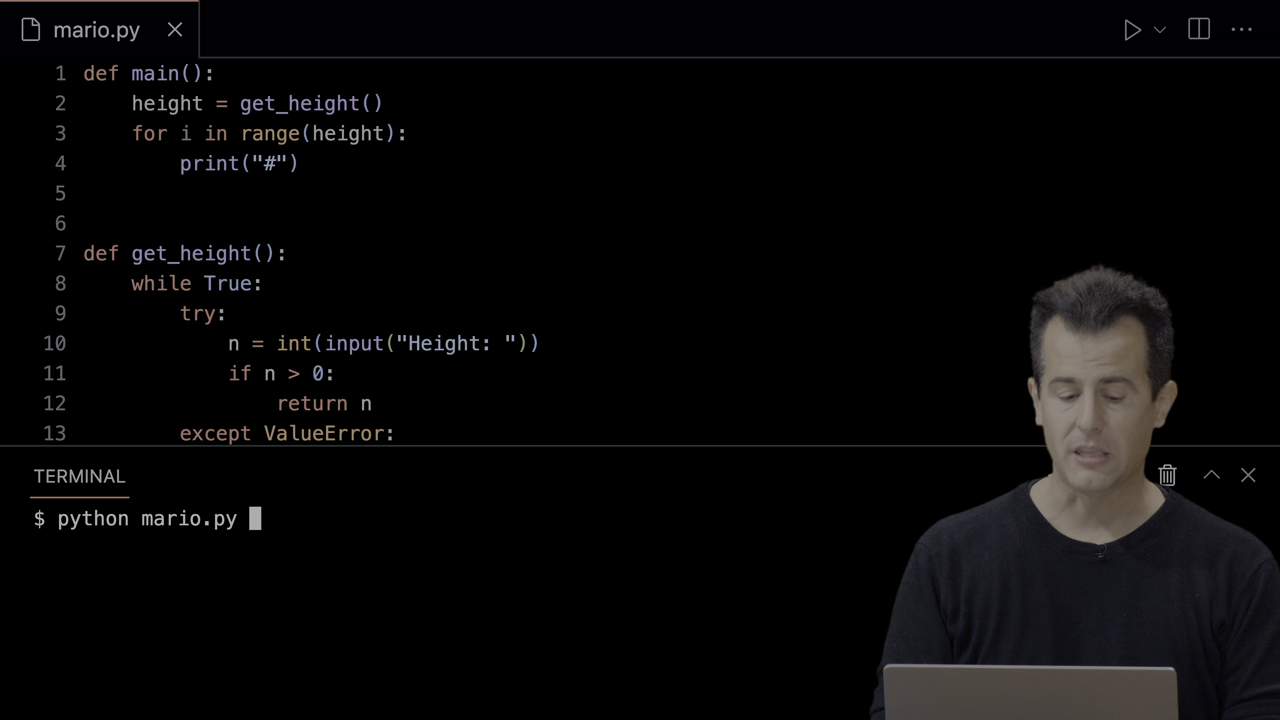 mario.py
1 def main():
2     height = get_height()
3     for i in range(height):
4         print("#")
5
6
7 def get_height():
8     while True:
9         try:
10             n = int(input("Height: "))
11             if n > 0:
12                 return n
13         except ValueError:
TERMINAL
$ python mario.py